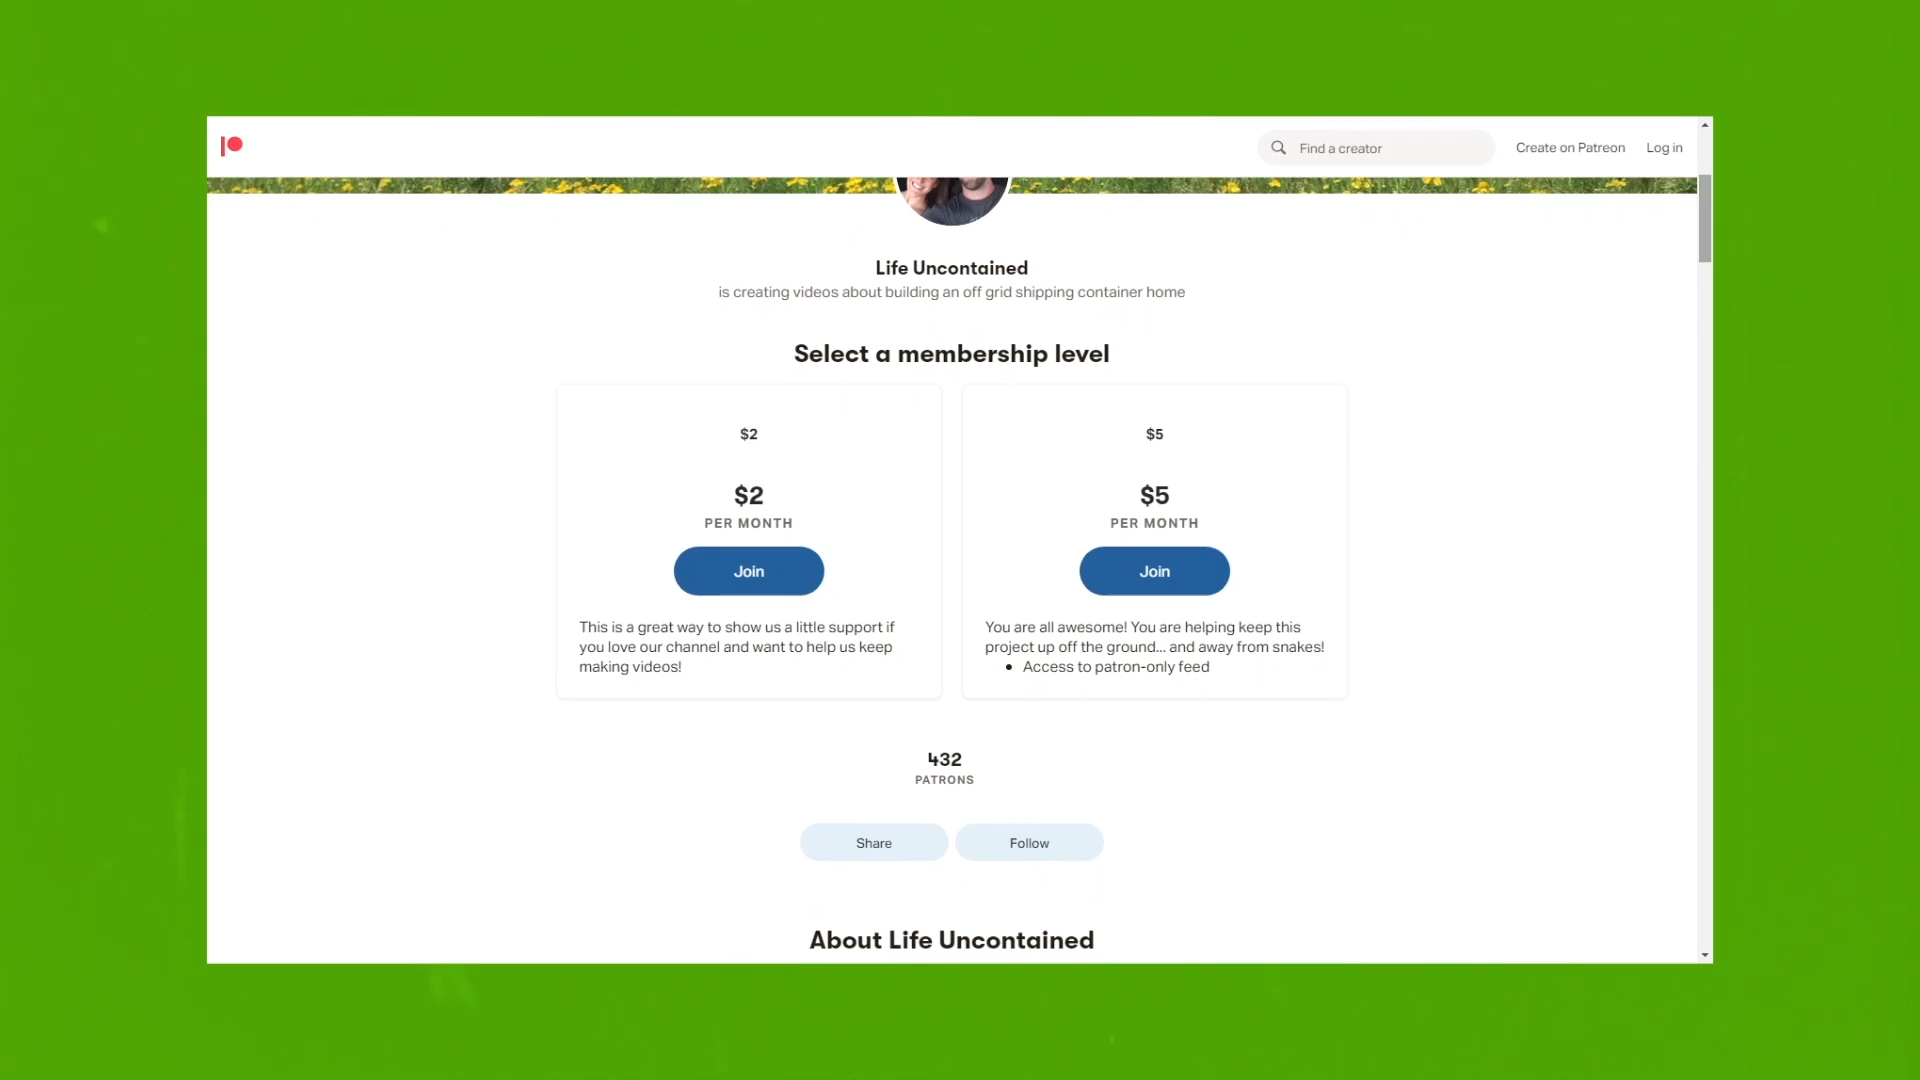 Find a creator
Create on Patreon
Log in
Life Uncontained
is creating videos about building an off grid shipping container home
Select a membership level
$2
$2
PER MONTH
Join
This is a great way to show us a little support if
you love our channel and want to help us keep
making videos!
$5
$5
PER MONTH
Join
You are all awesome! You are helping keep this
project up off the ground... and away from snakes!
• Access to patron-only feed
432
PATRONS
Share
Follow
About Life Uncontained